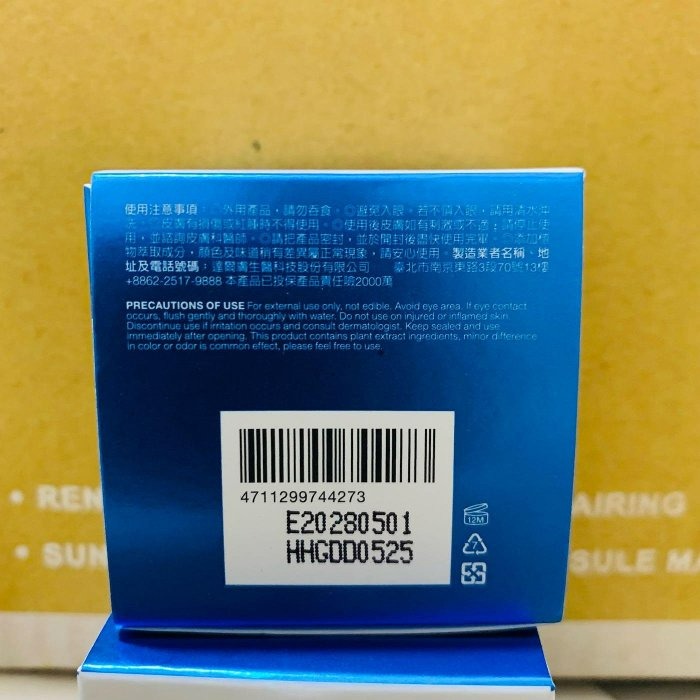 使用注意事項：◎外用產品，請勿吞食。◎避免入眼，若不慎入眼，請用清水沖
洗。◎皮膚有損傷或紅腫時不得使用。◎使用後皮膚如有刺激或不適，請停止使
用，並諮詢皮膚科醫師。◎請把產品密封，並於開封後盡快使用完畢。◎添加植
物萃取成分，顏色及味道稍有差異屬正常現象，請安心使用。製造業者名稱、地
址及電話號碼：達爾膚生醫科技股份有限公司 臺北市南京東路3段70號13樓
+8862-2517-9888 本產品已投保產品責任險2000萬
PRECAUTIONS OF USE For external use only, not edible. Avoid eye area. If eye contact
occurs, flush gently and thoroughly with water. Do not use on injured or inflamed skin.
Discontinue use if irritation occurs and consult dermatologist. Keep sealed and use
immediately after opening. This product contains plant extract ingredients, minor difference
in color or odor is common effect, please feel free to use.
4711299744273
E20280501
HHGDD0525
12M
7
• REN
AIRING
• SUN
SULE MA